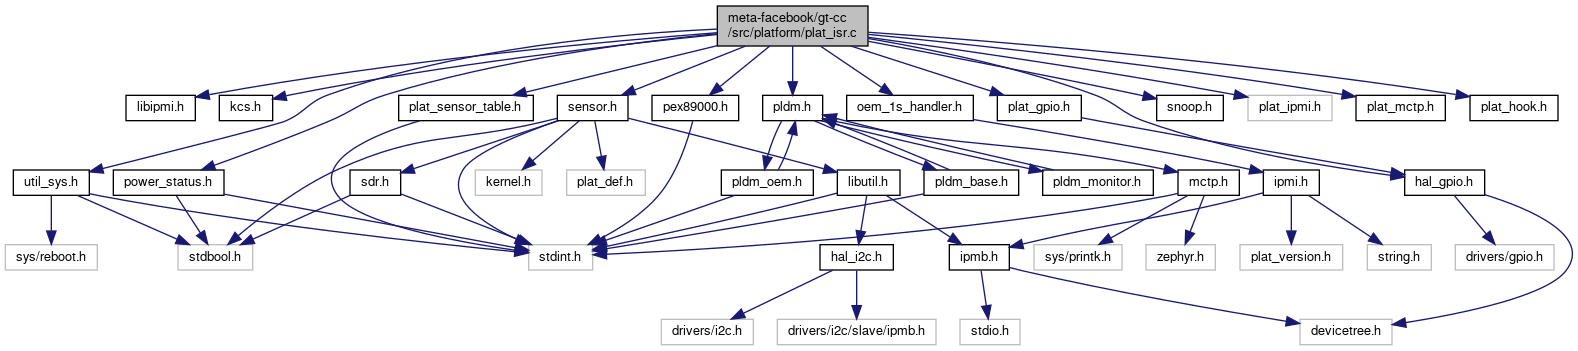 meta-facebook/gt-cc
/src/platform/plat_isr.c
libipmi.h
kcs.h
plat_sensor_table.h
sensor.h
pex89000.h
pldm.h
oem_1s_handler.h
plat_gpio.h
snoop.h
plat_ipmi.h
plat_mctp.h
plat_hook.h
util_sys.h
power_status.h
sdr.h
kernel.h
plat_def.h
pldm_oem.h
libutil.h
pldm_base.h
pldm_monitor.h
mctp.h
ipmi.h
hal_gpio.h
sys/reboot.h
stdbool.h
stdint.h
hal_i2c.h
ipmb.h
sys/printk.h
zephyr.h
plat_version.h
string.h
drivers/gpio.h
drivers/i2c.h
drivers/i2c/slave/ipmb.h
stdio.h
devicetree.h